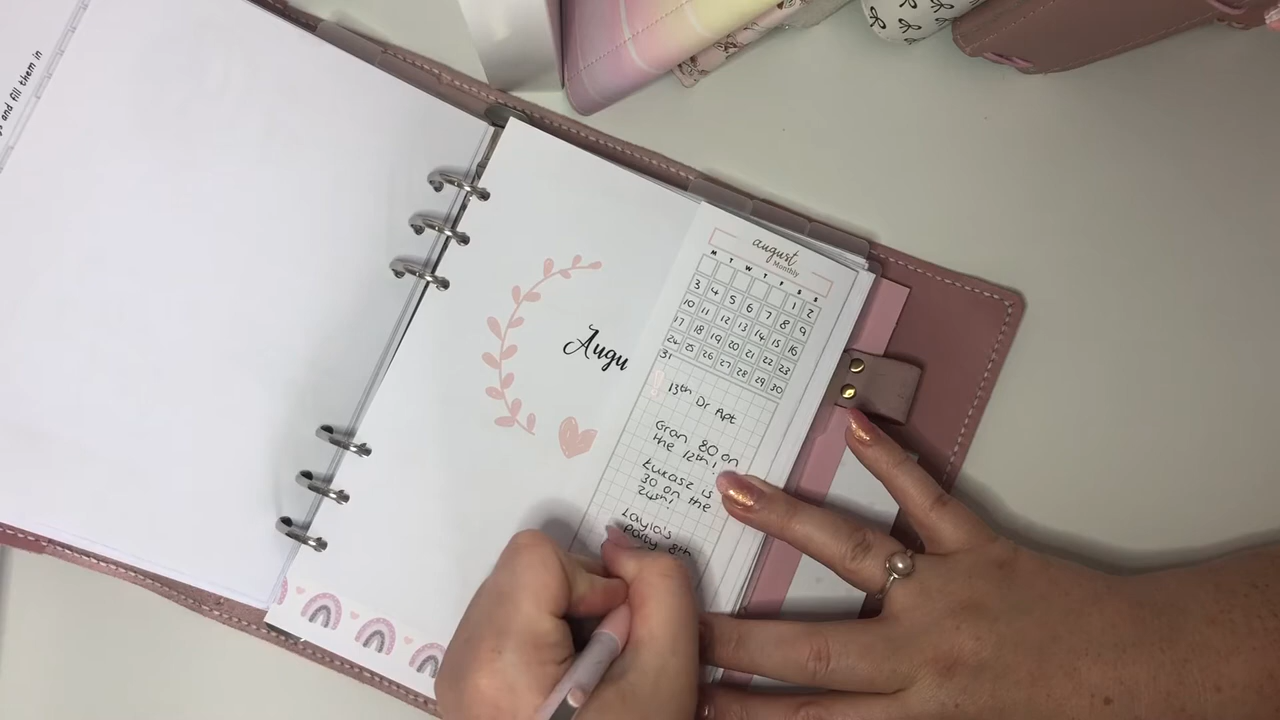 s and fill them in
Augu
august
Monthly
M T W T F S S
1 2
3 4 5 6 7 8 9
10 11 12 13 14 15 16
17 18 19 20 21 22 23
24 25 26 27 28 29 30
31
13th Dr Apt
Gran 80 on
the 12th!
Łukasz is
30 on the
24th!
Layla's
Party 8th